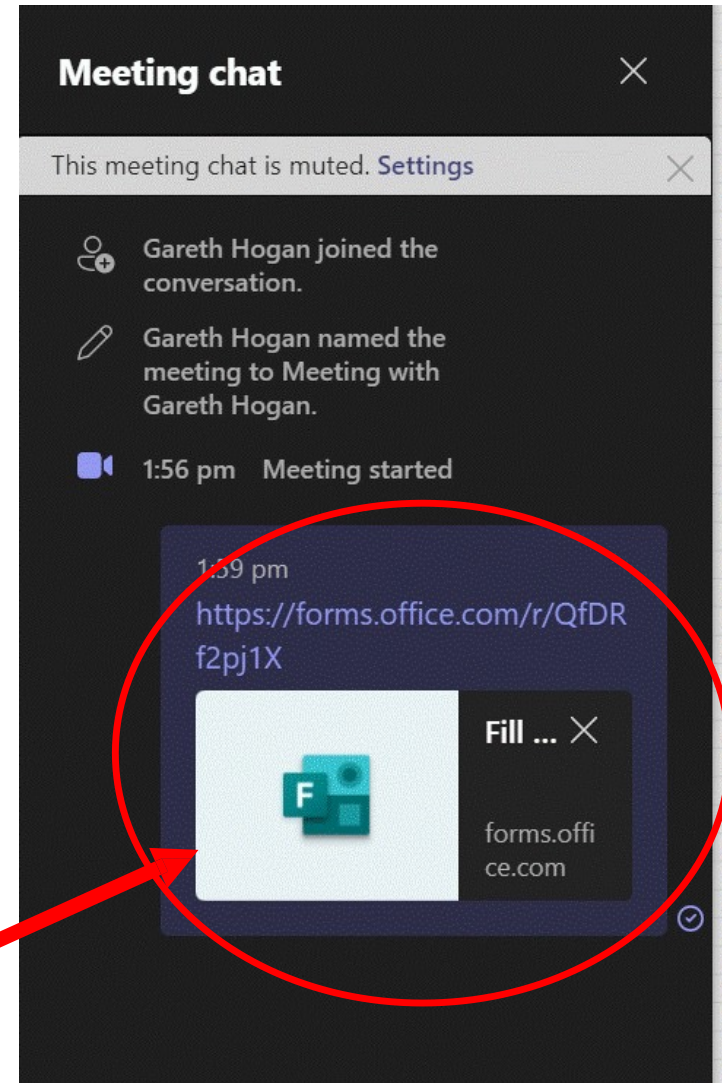 Meeting chat
This meeting chat is muted. Settings
Gareth Hogan joined the
conversation.
Gareth Hogan named the
meeting to Meeting with
Gareth Hogan.
1:56 pm Meeting started
1:59 pm
https://forms.office.com/r/QfDR
f2pj1X
Fill ...
F
forms.offi
ce.com